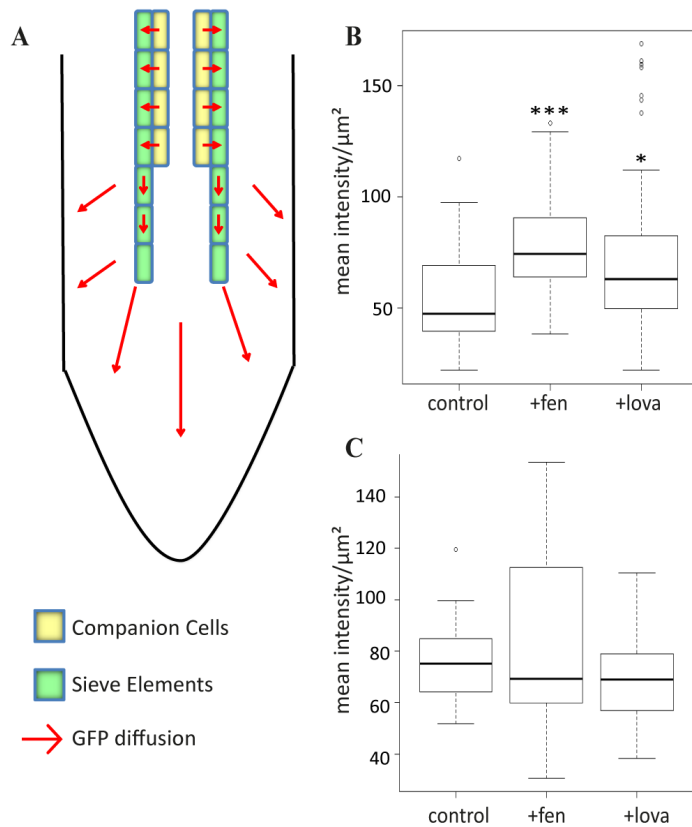 A
Companion Cells
Sieve Elements
GFP diffusion
B
mean intensity/µm²
150
100
50
***
*
control
+fen
+lova
C
mean intensity/µm²
140
120
100
80
60
40
control
+fen
+lova